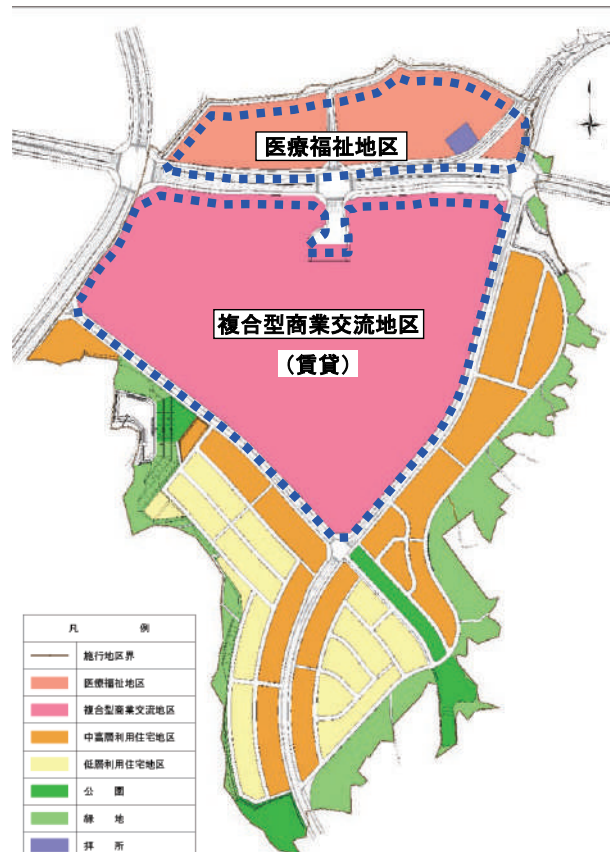 医療福祉地区
複合型商業交流地区
（賃貸）
凡　　例
施行地区界
医療福祉地区
複合型商業交流地区
中高層利用住宅地区
低層利用住宅地区
公　園
緑　地
拝　所